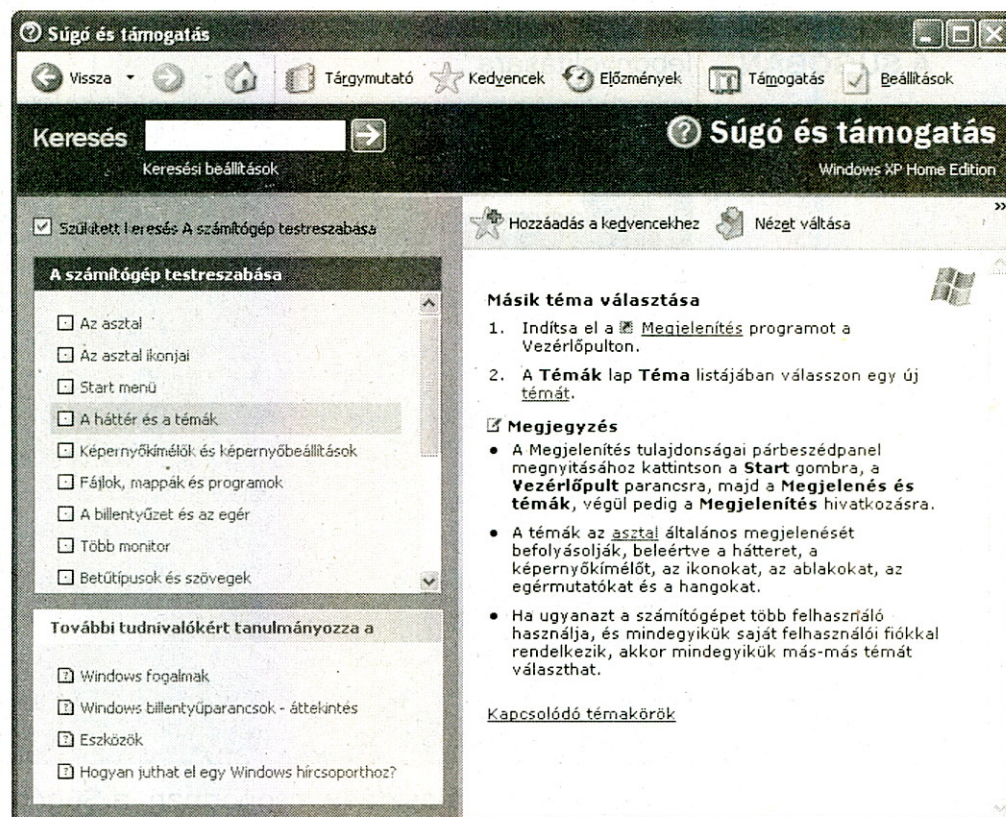 Súgó és támogatás
Vissza
Tárgymutató
Kedvencek
Előzmények
Támogatás
Beállítások
Keresés
Keresési beállítások
Súgó és támogatás
Windows XP Home Edition
Szűkített keresés A számítógép testreszabása
A számítógép testreszabása
Az asztal
Az asztal ikonjai
Start menü
A háttér és a témák
Képernyőkímélők és képernyőbeállítások
Fájlok, mappák és programok
A billentyűzet és az egér
Több monitor
Betűtípusok és szövegek
További tudnivalókért tanulmányozza a
Windows fogalmak
Windows billentyűparancsok - áttekintés
Eszközök
Hogyan juthat el egy Windows hírcsoporthoz?
Hozzáadás a kedvencekhez
Nézet váltása
»
Másik téma választása
1. Indítsa el a Megjelenítés programot a
Vezérlőpulton.
2. A Témák lap Téma listájában válasszon egy új
témát.
Megjegyzés
• A Megjelenítés tulajdonságai párbeszédpanel
megnyitásához kattintson a Start gombra, a
Vezérlőpult parancsra, majd a Megjelenés és
témák, végül pedig a Megjelenítés hivatkozásra.
• A témák az asztal általános megjelenését
befolyásolják, beleértve a hátteret, a
képernyőkímélőt, az ikonokat, az ablakokat, az
egérmutatókat és a hangokat.
• Ha ugyanazt a számítógépet több felhasználó
használja, és mindegyikük saját felhasználói fiókkal
rendelkezik, akkor mindegyikük más-más témát
választhat.
Kapcsolódó témakörök